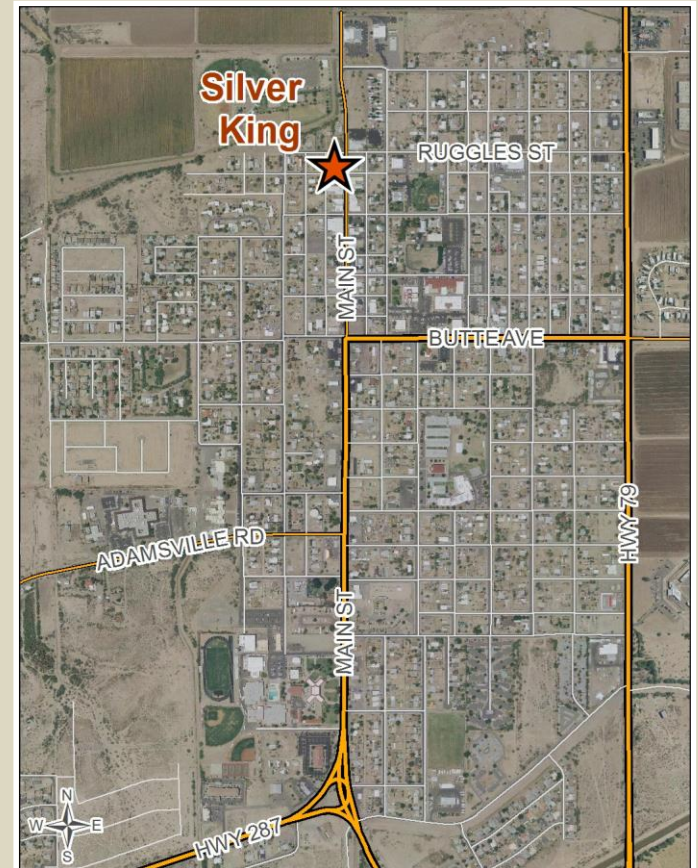 Silver
King
RUGGLES ST
MAIN ST
BUTTE AVE
HWY 79
ADAMSVILLE RD
MAIN ST
HWY 287
N
W E
S